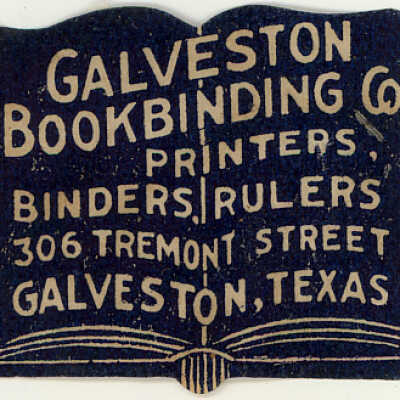 GALVESTON
BOOKBINDING CO
PRINTERS,
BINDERS, RULERS
306 TREMONT STREET
GALVESTON, TEXAS